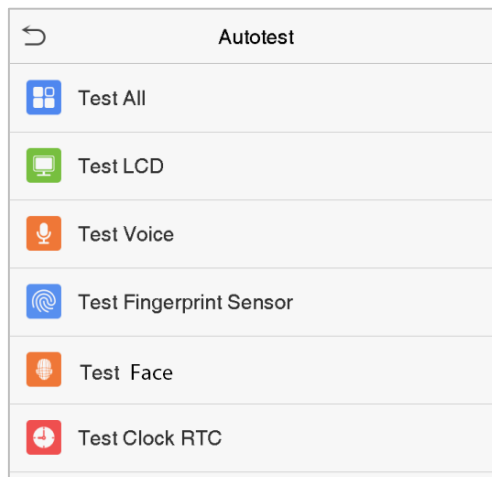 Autotest
Test All
Test LCD
Test Voice
Test Fingerprint Sensor
Test Face
Test Clock RTC